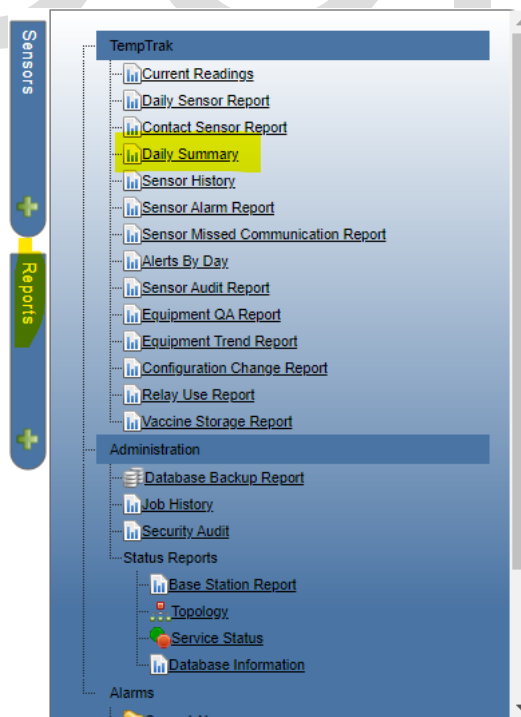 Sensors
Reports
TempTrak
Current Readings
Daily Sensor Report
Contact Sensor Report
Daily Summary
Sensor History
Sensor Alarm Report
Sensor Missed Communication Report
Alerts By Day
Sensor Audit Report
Equipment QA Report
Equipment Trend Report
Configuration Change Report
Relay Use Report
Vaccine Storage Report
Administration
Database Backup Report
Job History
Security Audit
Status Reports
Base Station Report
Topology
Service Status
Database Information
Alarms